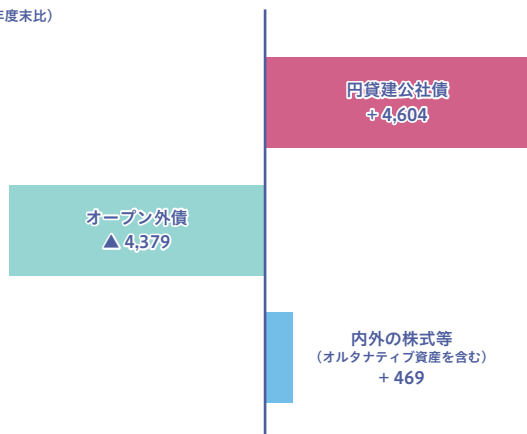 年度末比）
円貨建公社債
+4,604
オープン外債
▲ 4,379
内外の株式等
（オルタナティブ資産を含む）
+469